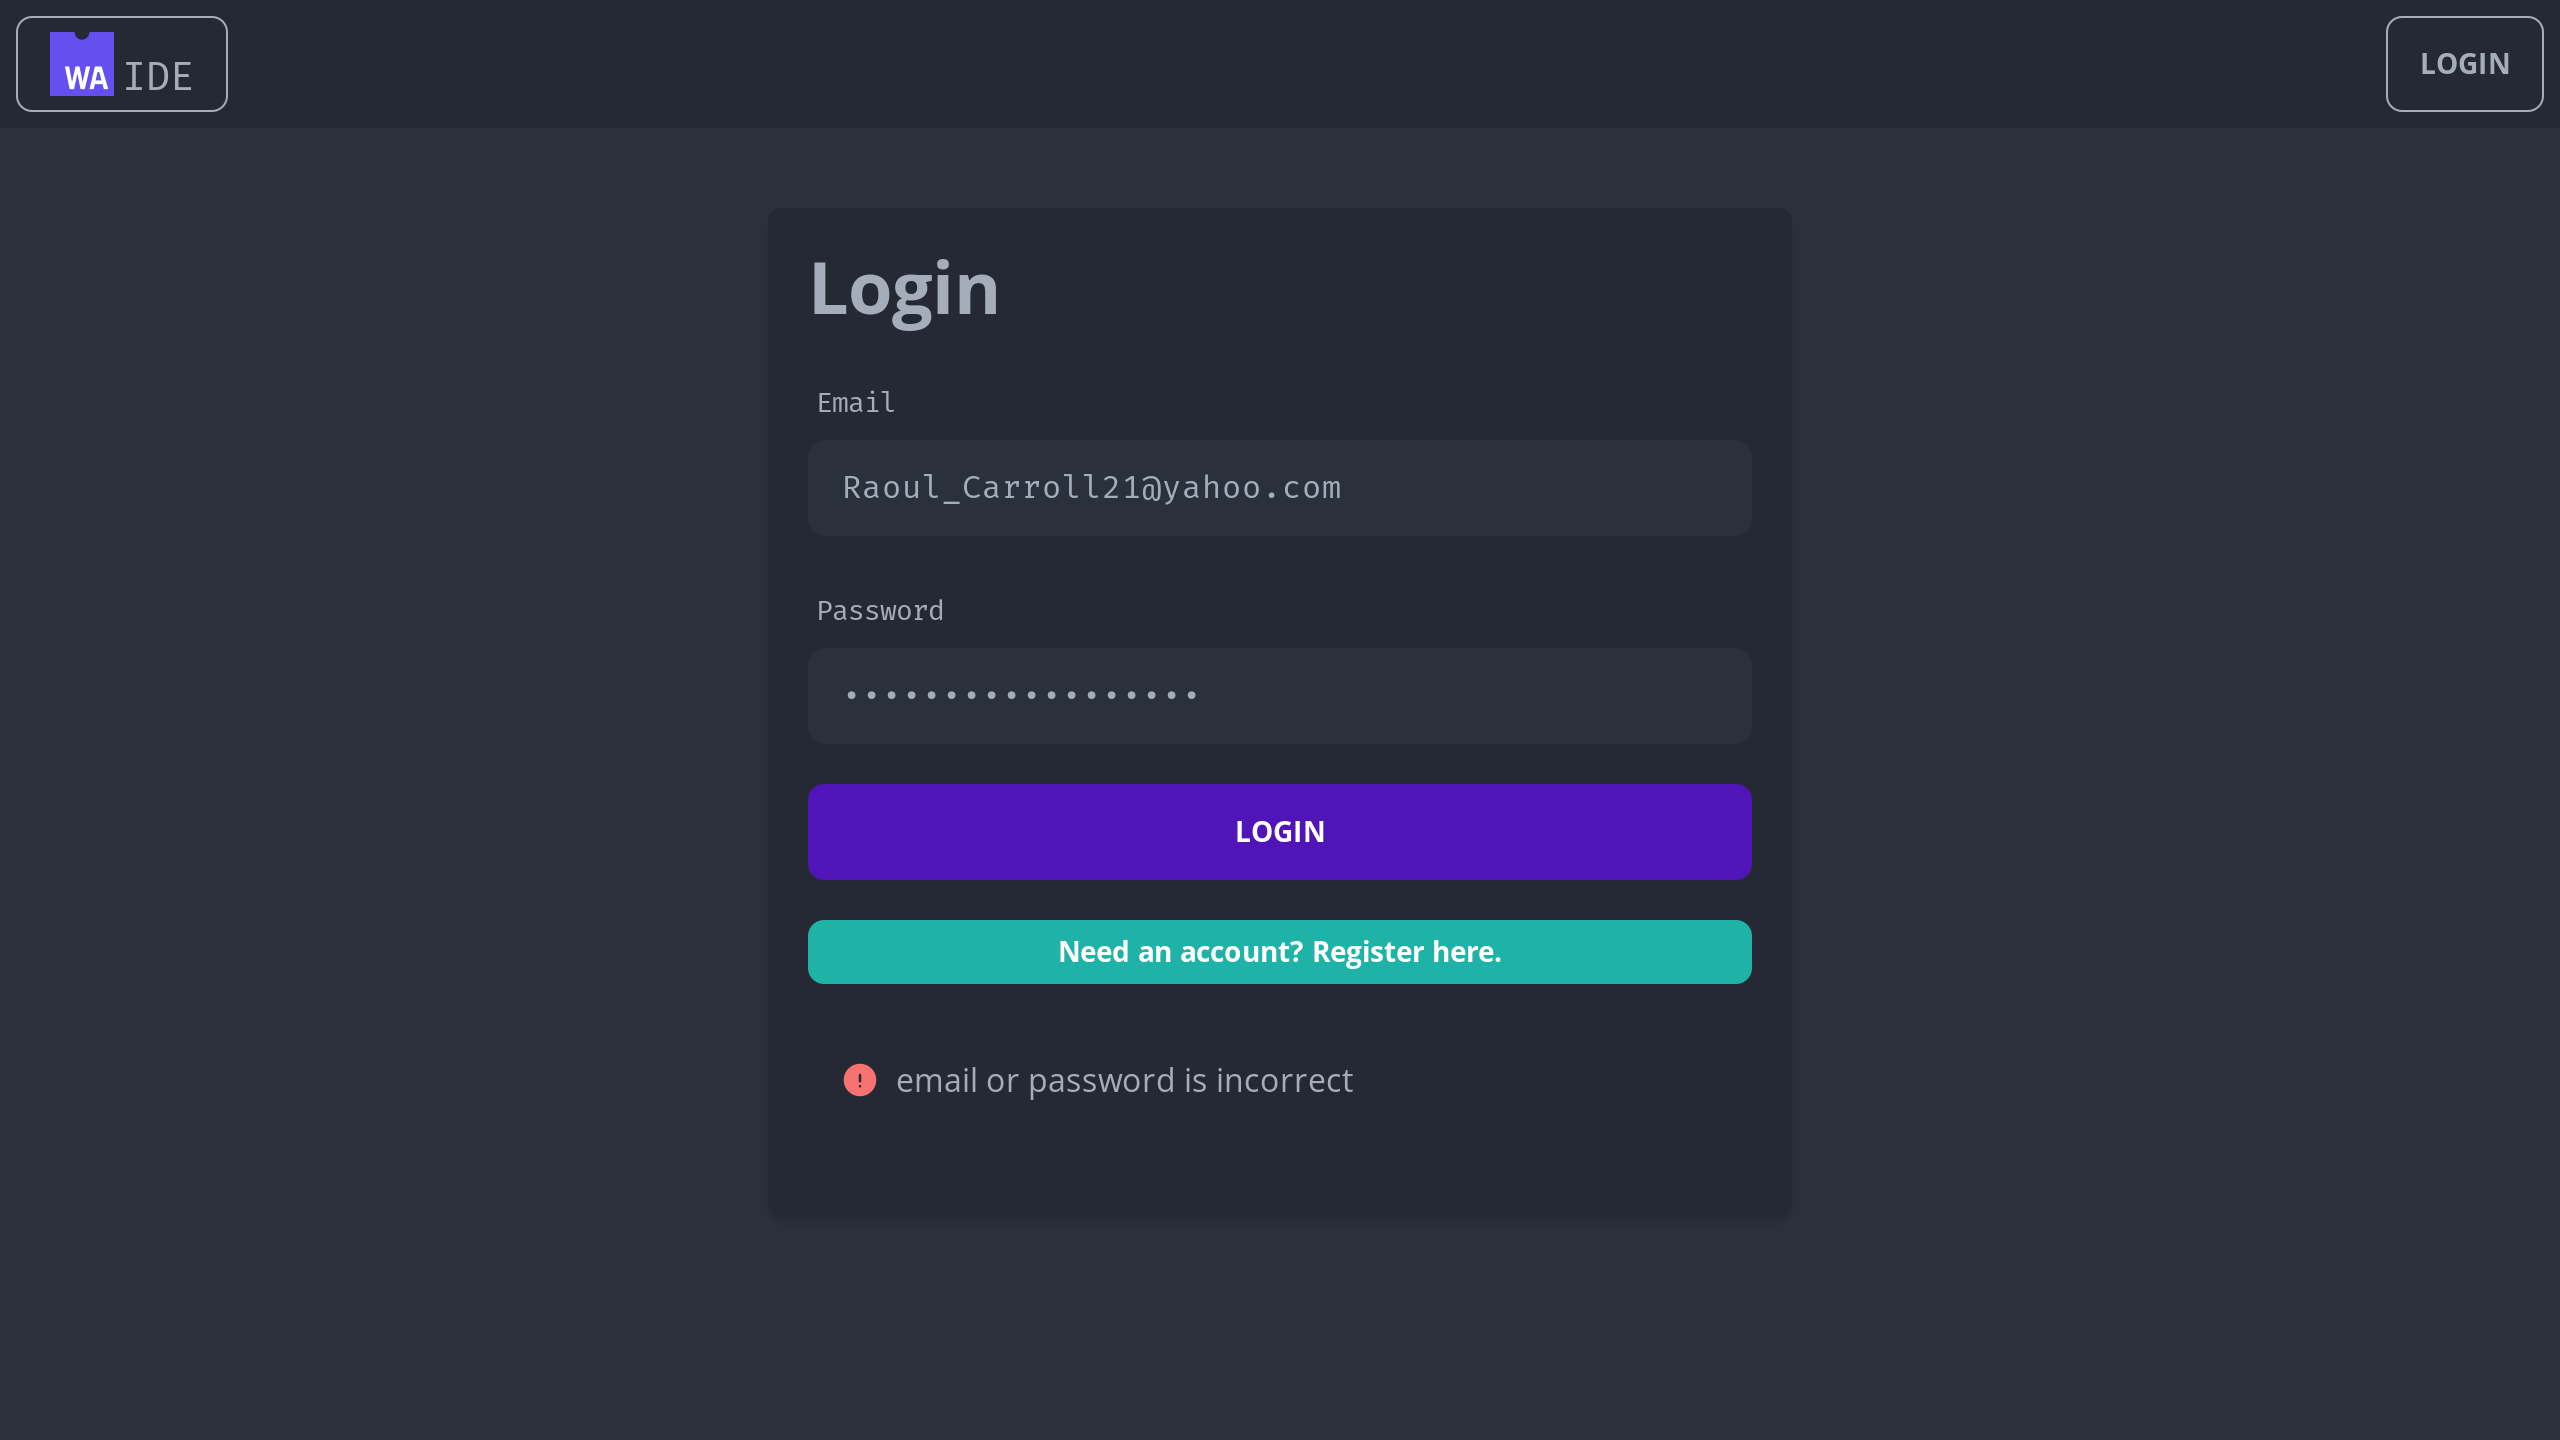 WA IDE
LOGIN
Login
Email
Raoul_Carroll21@yahoo.com
Password
••••••••••••••••••
LOGIN
Need an account? Register here.
! email or password is incorrect